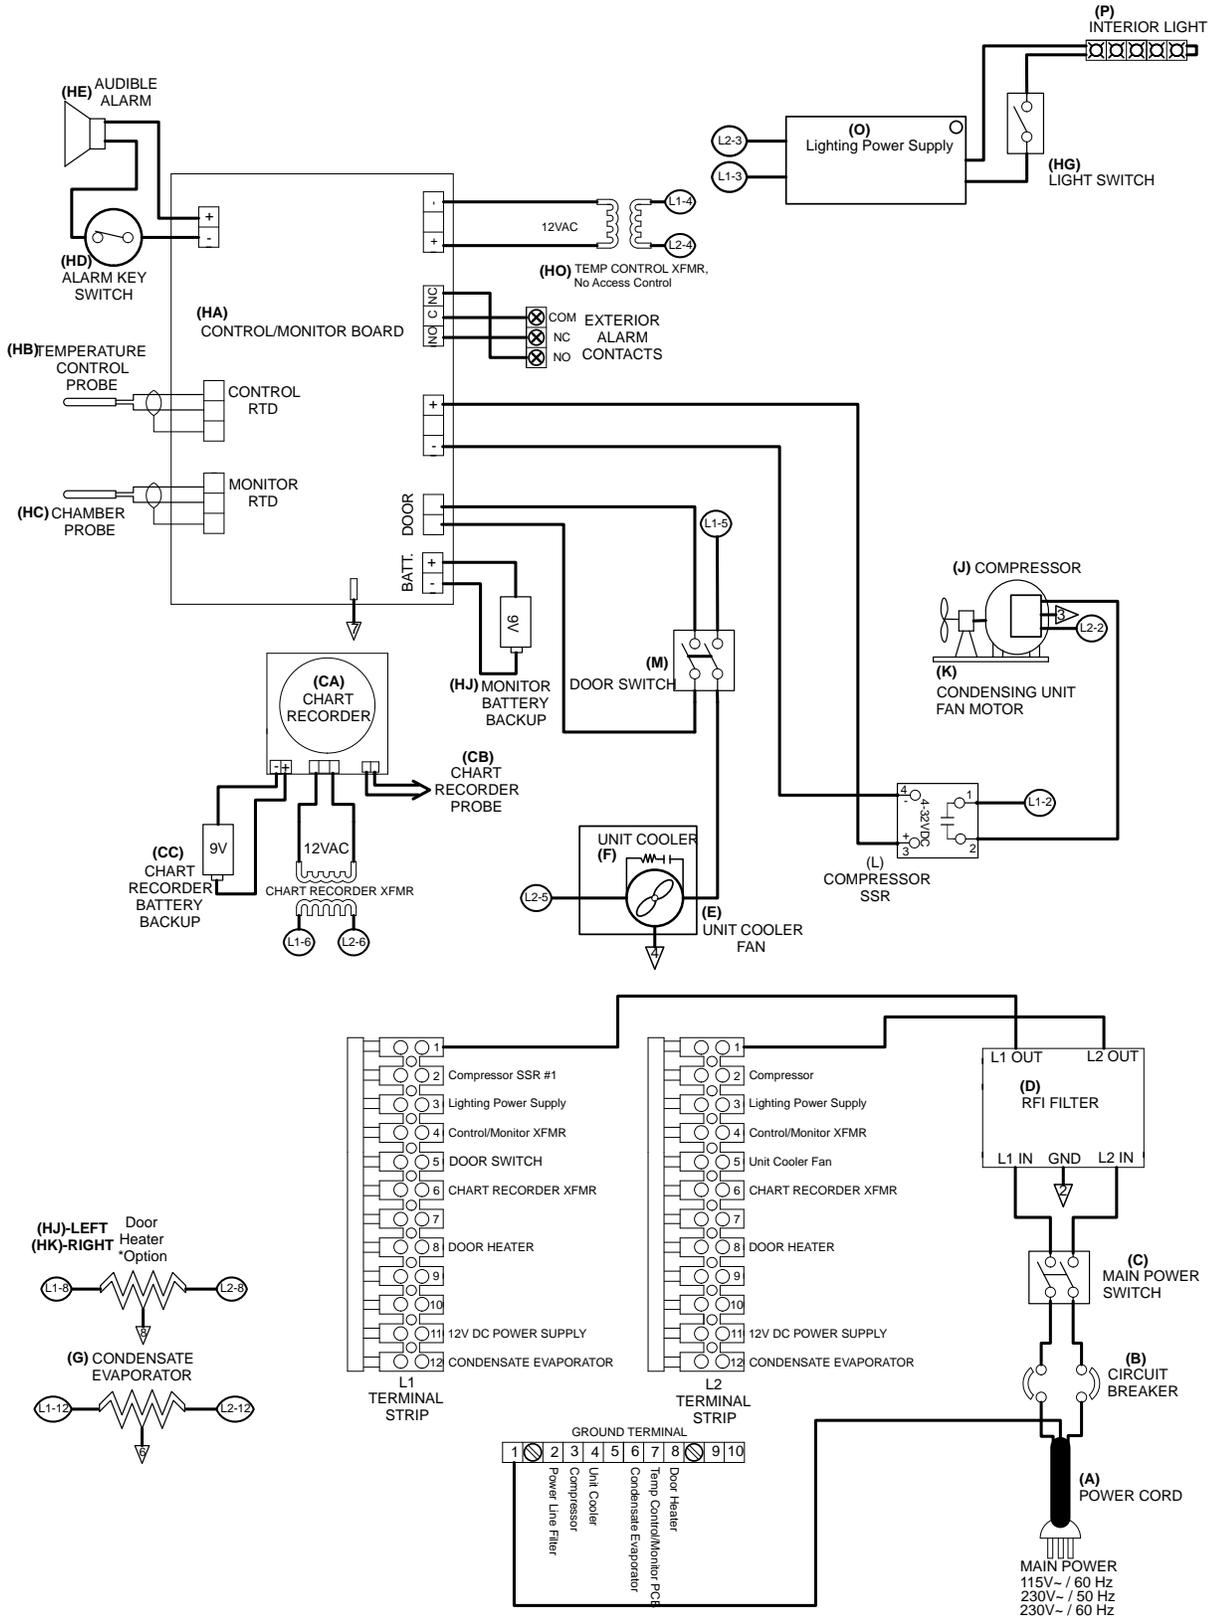 (P)
INTERIOR LIGHT
(HE) AUDIBLE
ALARM
(O)
Lighting Power Supply
L2-3
L1-3
(HG)
LIGHT SWITCH
-
+
12VAC
L1-4
L2-4
+
-
(HD)
ALARM KEY
SWITCH
(HO) TEMP CONTROL XFMR,
No Access Control
(HA)
CONTROL/MONITOR BOARD
NC
C
NO
COM
NC
NO
EXTERIOR
ALARM
CONTACTS
(HB) TEMPERATURE
CONTROL
PROBE
CONTROL
RTD
+
-
MONITOR
RTD
(HC) CHAMBER
PROBE
DOOR
L1-5
BATT.
+
-
9V
7
(J) COMPRESSOR
3
L2-2
(K)
CONDENSING UNIT
FAN MOTOR
(M)
DOOR SWITCH
(HJ) MONITOR
BATTERY
BACKUP
(CA)
CHART
RECORDER
- +
(CB)
CHART
RECORDER
PROBE
4
-
4-32VDC
+
3
1
2
L1-2
(L)
COMPRESSOR
SSR
9V
12VAC
(CC)
CHART
RECORDER
BATTERY
BACKUP
CHART RECORDER XFMR
L1-6
L2-6
UNIT COOLER
(F)
L2-5
(E)
UNIT COOLER
FAN
4
1
2 Compressor SSR #1
3 Lighting Power Supply
4 Control/Monitor XFMR
5 DOOR SWITCH
6 CHART RECORDER XFMR
7
8 DOOR HEATER
9
10
11 12V DC POWER SUPPLY
12 CONDENSATE EVAPORATOR
L1
TERMINAL
STRIP
1
2 Compressor
3 Lighting Power Supply
4 Control/Monitor XFMR
5 Unit Cooler Fan
6 CHART RECORDER XFMR
7
8 DOOR HEATER
9
10
11 12V DC POWER SUPPLY
12 CONDENSATE EVAPORATOR
L2
TERMINAL
STRIP
L1 OUT L2 OUT
(D)
RFI FILTER
L1 IN GND L2 IN
2
(HJ)-LEFT
(HK)-RIGHT
Door
Heater
*Option
L1-8
L2-8
8
(G) CONDENSATE
EVAPORATOR
L1-12
L2-12
6
(C)
MAIN POWER
SWITCH
(B)
CIRCUIT
BREAKER
GROUND TERMINAL
1 2 3 4 5 6 7 8 9 10
Power Line Filter
Compressor
Unit Cooler
Condensate Evaporator
Temp Control/Monitor PCB
Door Heater
(A)
POWER CORD
MAIN POWER
115V~ / 60 Hz
230V~ / 50 Hz
230V~ / 60 Hz